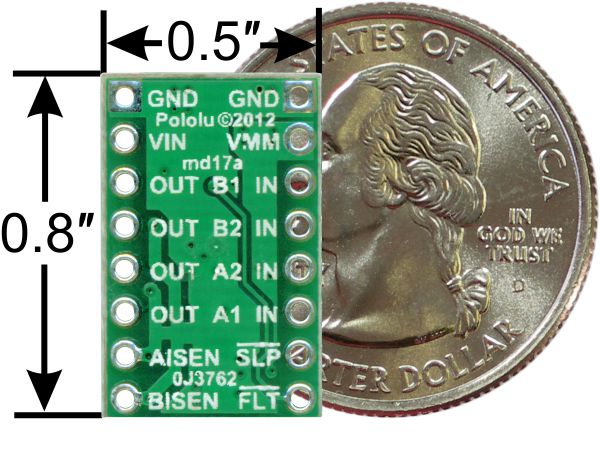 0.5″
0.8″
GND GND
Pololu ©2012
VIN VMM
md17a
OUT B1 IN
OUT B2 IN
OUT A2 IN
OUT A1 IN
AISEN SLP
0J3762
BISEN FLT
STATES OF AMERICA
IN
GOD WE
TRUST
D
RTER DOLLAR